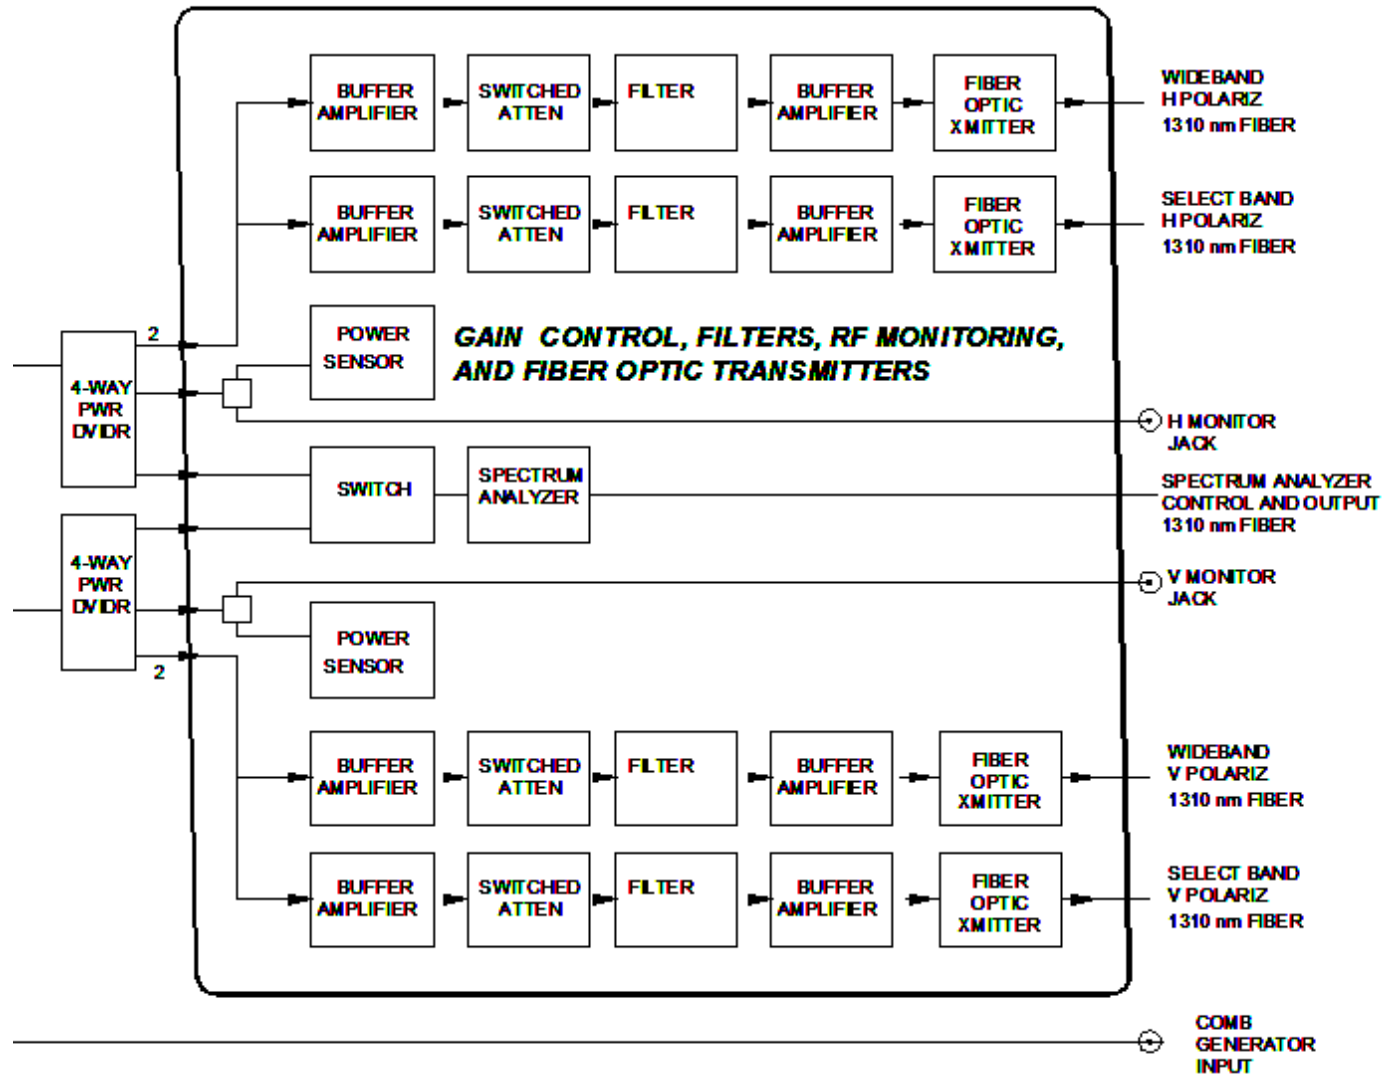 BUFFER
AMPLIFIER
SWITCHED
ATTEN
FILTER
BUFFER
AMPLIFIER
FIBER
OPTIC
XMITTER
WIDEBAND
H POLARIZ
1310 nm FIBER
BUFFER
AMPLIFIER
SWITCHED
ATTEN
FILTER
BUFFER
AMPLIFIER
FIBER
OPTIC
XMITTER
SELECT BAND
H POLARIZ
1310 nm FIBER
2
POWER
SENSOR
GAIN CONTROL, FILTERS, RF MONITORING,
AND FIBER OPTIC TRANSMITTERS
4-WAY
PWR
DVIDR
H MONITOR
JACK
SWITCH
SPECTRUM
ANALYZER
SPECTRUM ANALYZER
CONTROL AND OUTPUT
1310 nm FIBER
4-WAY
PWR
DVIDR
V MONITOR
JACK
POWER
SENSOR
2
BUFFER
AMPLIFIER
SWITCHED
ATTEN
FILTER
BUFFER
AMPLIFIER
FIBER
OPTIC
XMITTER
WIDEBAND
V POLARIZ
1310 nm FIBER
BUFFER
AMPLIFIER
SWITCHED
ATTEN
FILTER
BUFFER
AMPLIFIER
FIBER
OPTIC
XMITTER
SELECT BAND
V POLARIZ
1310 nm FIBER
COMB
GENERATOR
INPUT